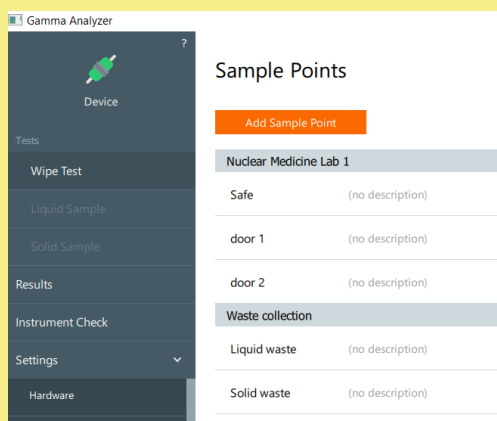 Gamma Analyzer
?
Device
Tests
Wipe Test
Liquid Sample
Solid Sample
Results
Instrument Check
Settings
Hardware
Sample Points
Add Sample Point
Nuclear Medicine Lab 1
Safe (no description)
door 1 (no description)
door 2 (no description)
Waste collection
Liquid waste (no description)
Solid waste (no description)